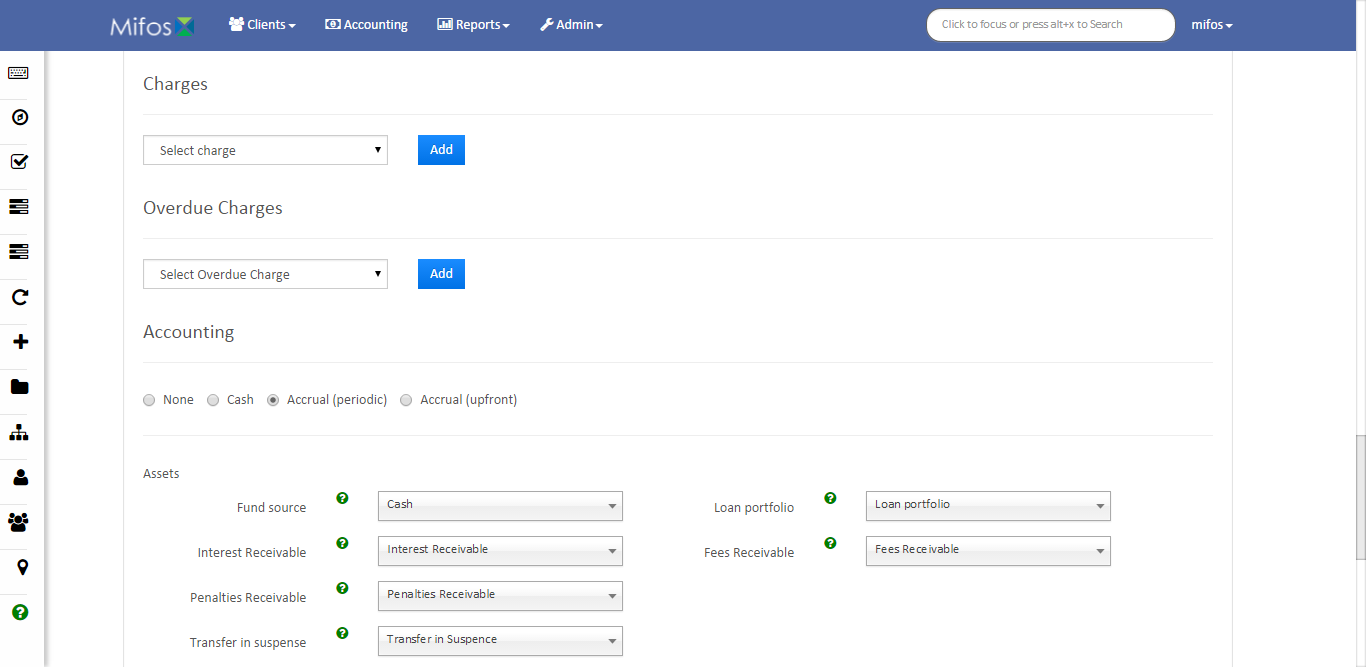 Mifos Clients Accounting Reports Admin Click to focus or press alt+x to Search mifos
Charges
Select charge Add
Overdue Charges
Select Overdue Charge Add
Accounting
None Cash Accrual (periodic) Accrual (upfront)
Assets
Fund source ? Cash Loan portfolio ? Loan portfolio
Interest Receivable ? Interest Receivable Fees Receivable ? Fees Receivable
Penalties Receivable ? Penalties Receivable
Transfer in suspense ? Transfer in Suspence
?